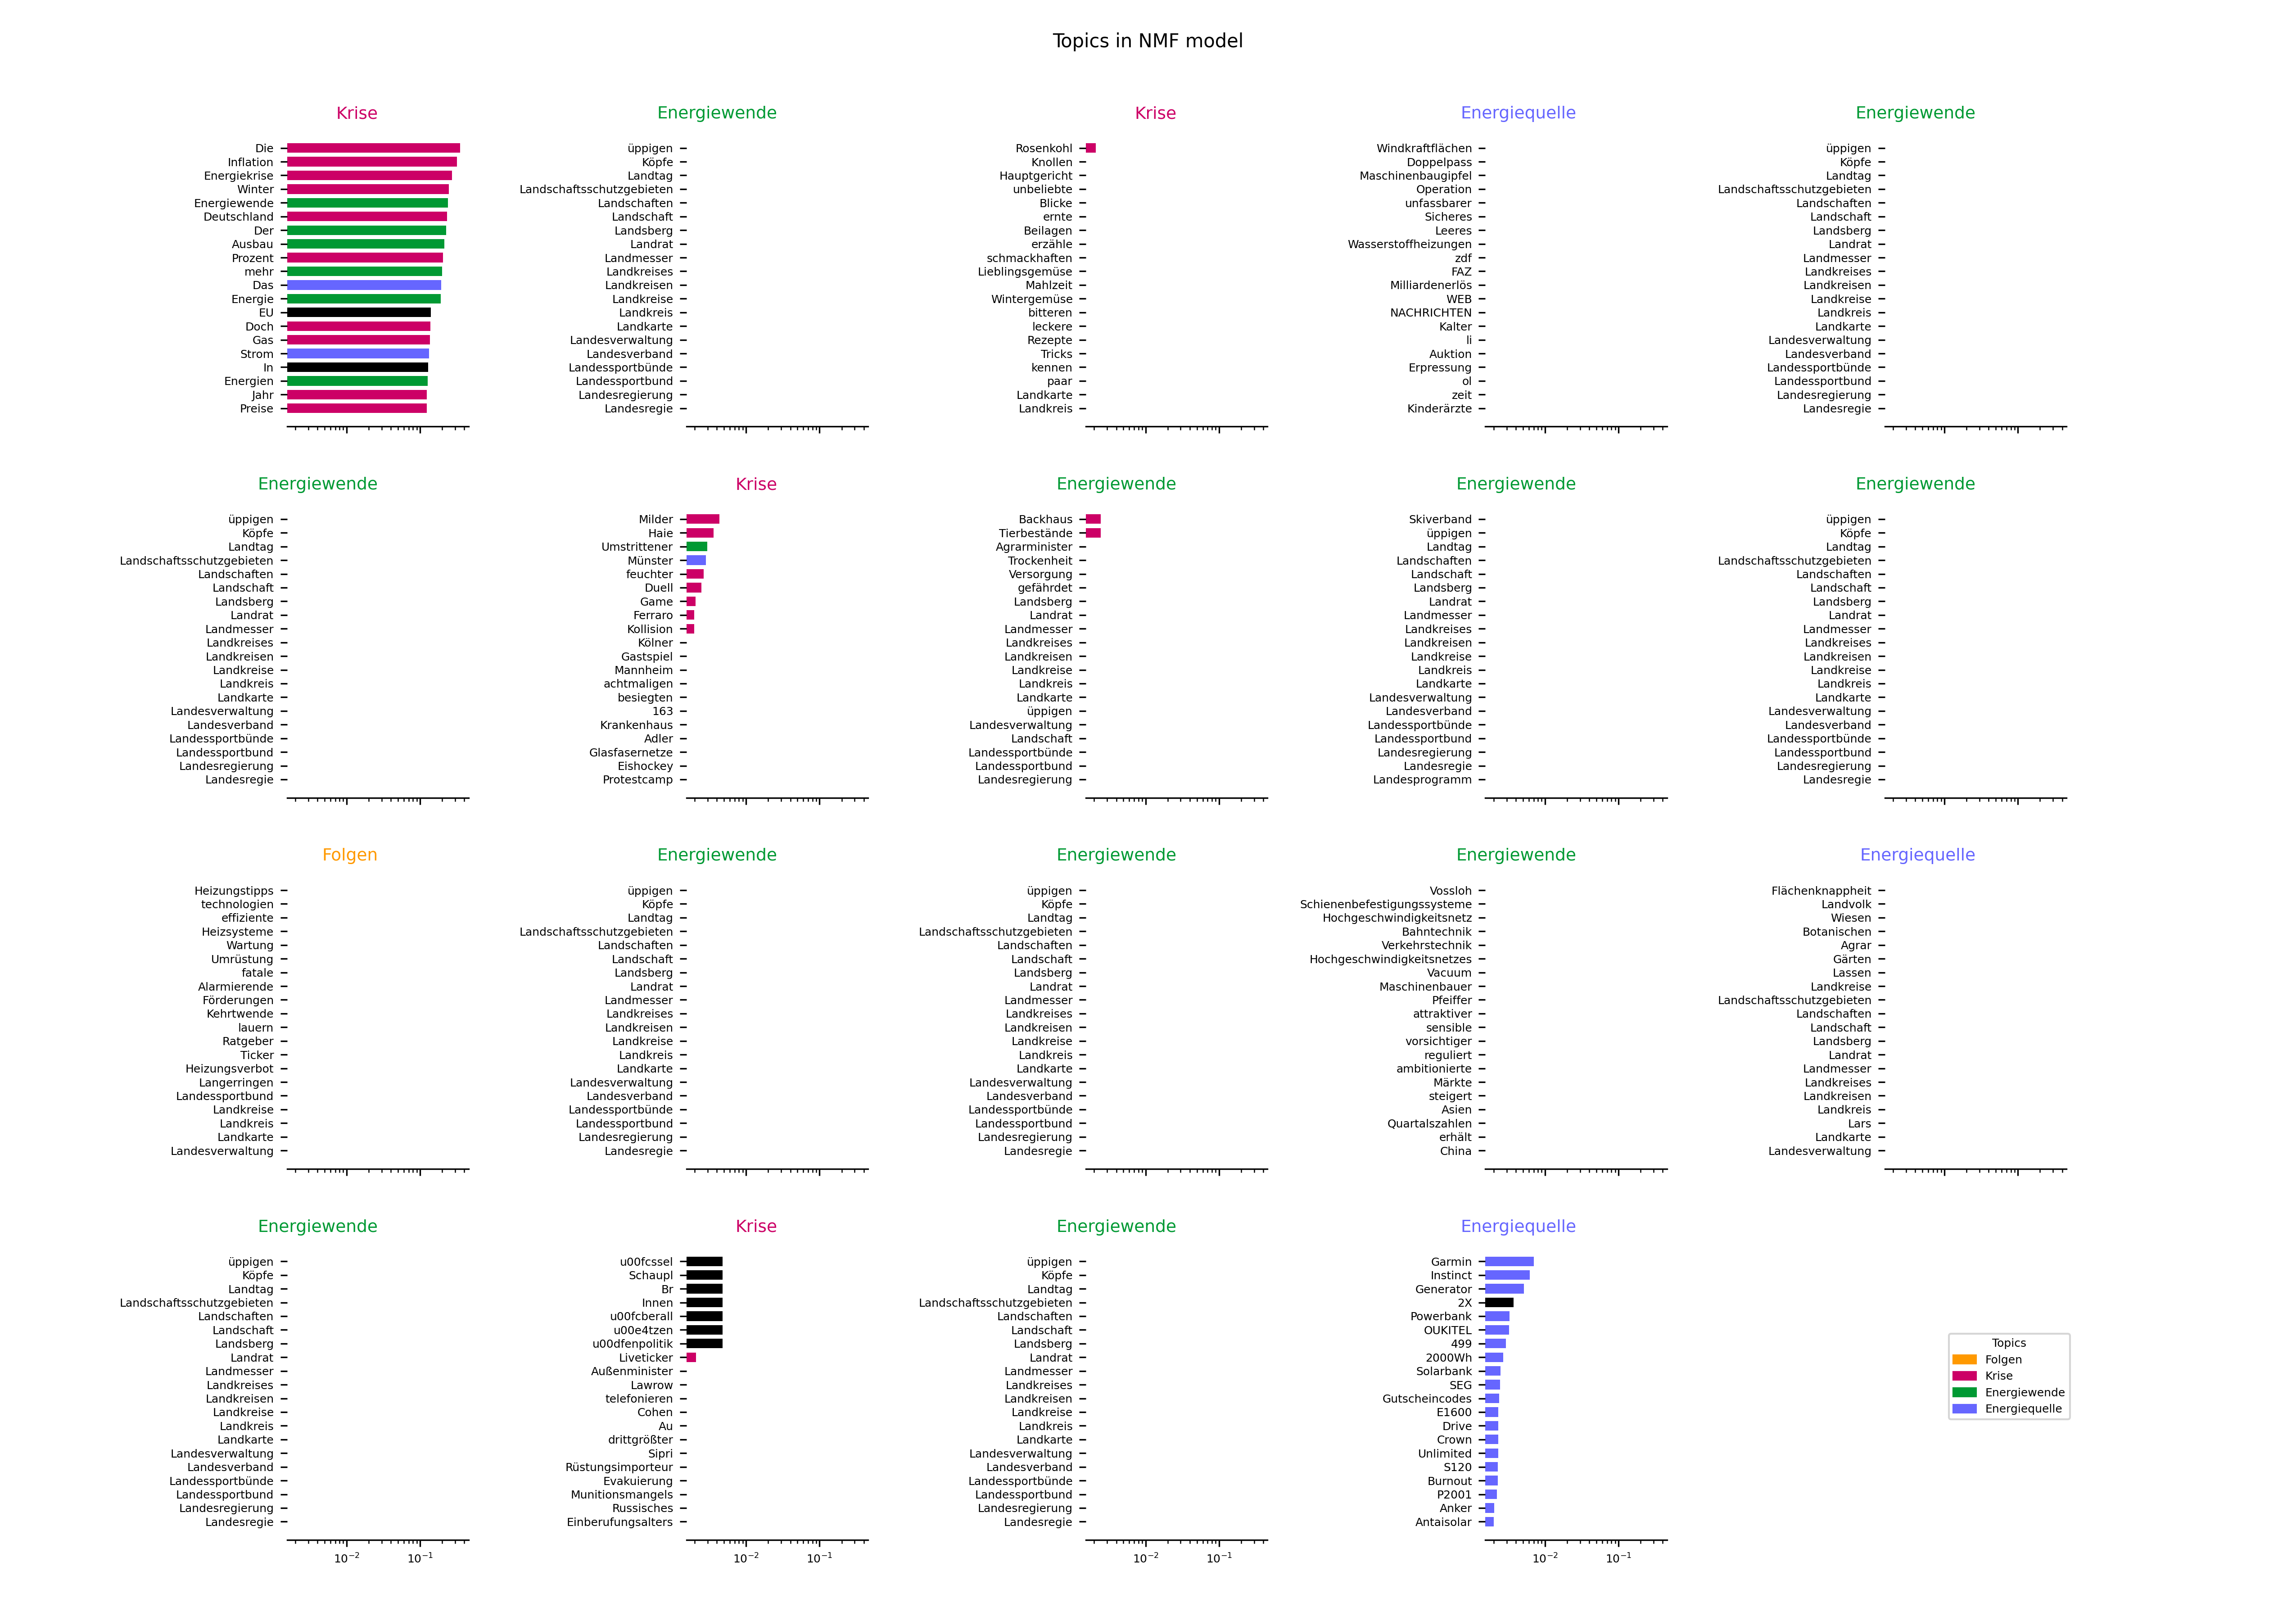 Topics in NMF model
Krise
Die
Inflation
Energiekrise
Winter
Energiewende
Deutschland
Der
Ausbau
Prozent
mehr
Das
Energie
EU
Doch
Gas
Strom
In
Energien
Jahr
Preise
Energiewende
üppigen
Köpfe
Landtag
Landschaftsschutzgebieten
Landschaften
Landschaft
Landsberg
Landrat
Landmesser
Landkreises
Landkreisen
Landkreise
Landkreis
Landkarte
Landesverwaltung
Landesverband
Landessportbünde
Landessportbund
Landesregierung
Landesregie
Krise
Rosenkohl
Knollen
Hauptgericht
unbeliebte
Blicke
ernte
Beilagen
erzähle
schmackhaften
Lieblingsgemüse
Mahlzeit
Wintergemüse
bitteren
leckere
Rezepte
Tricks
kennen
paar
Landkarte
Landkreis
Energiequelle
Windkraftflächen
Doppelpass
Maschinenbaugipfel
Operation
unfassbarer
Sicheres
Leeres
Wasserstoffheizungen
zdf
FAZ
Milliardenerlös
WEB
NACHRICHTEN
Kalter
li
Auktion
Erpressung
ol
zeit
Kinderärzte
Energiewende
üppigen
Köpfe
Landtag
Landschaftsschutzgebieten
Landschaften
Landschaft
Landsberg
Landrat
Landmesser
Landkreises
Landkreisen
Landkreise
Landkreis
Landkarte
Landesverwaltung
Landesverband
Landessportbünde
Landessportbund
Landesregierung
Landesregie
Energiewende
üppigen
Köpfe
Landtag
Landschaftsschutzgebieten
Landschaften
Landschaft
Landsberg
Landrat
Landmesser
Landkreises
Landkreisen
Landkreise
Landkreis
Landkarte
Landesverwaltung
Landesverband
Landessportbünde
Landessportbund
Landesregierung
Landesregie
Krise
Milder
Haie
Umstrittener
Münster
feuchter
Duell
Game
Ferraro
Kollision
Kölner
Gastspiel
Mannheim
achtmaligen
besiegten
163
Krankenhaus
Adler
Glasfasernetze
Eishockey
Protestcamp
Energiewende
Backhaus
Tierbestände
Agrarminister
Trockenheit
Versorgung
gefährdet
Landsberg
Landrat
Landmesser
Landkreises
Landkreisen
Landkreise
Landkreis
Landkarte
üppigen
Landesverwaltung
Landschaft
Landessportbünde
Landessportbund
Landesregierung
Energiewende
Skiverband
üppigen
Landtag
Landschaften
Landschaft
Landsberg
Landrat
Landmesser
Landkreises
Landkreisen
Landkreise
Landkreis
Landkarte
Landesverwaltung
Landesverband
Landessportbünde
Landessportbund
Landesregierung
Landesregie
Landesprogramm
Energiewende
üppigen
Köpfe
Landtag
Landschaftsschutzgebieten
Landschaften
Landschaft
Landsberg
Landrat
Landmesser
Landkreises
Landkreisen
Landkreise
Landkreis
Landkarte
Landesverwaltung
Landesverband
Landessportbünde
Landessportbund
Landesregierung
Landesregie
Folgen
Heizungstipps
technologien
effiziente
Heizsysteme
Wartung
Umrüstung
fatale
Alarmierende
Förderungen
Kehrtwende
lauern
Ratgeber
Ticker
Heizungsverbot
Langerringen
Landessportbund
Landkreise
Landkreis
Landkarte
Landesverwaltung
Energiewende
üppigen
Köpfe
Landtag
Landschaftsschutzgebieten
Landschaften
Landschaft
Landsberg
Landrat
Landmesser
Landkreises
Landkreisen
Landkreise
Landkreis
Landkarte
Landesverwaltung
Landesverband
Landessportbünde
Landessportbund
Landesregierung
Landesregie
Energiewende
üppigen
Köpfe
Landtag
Landschaftsschutzgebieten
Landschaften
Landschaft
Landsberg
Landrat
Landmesser
Landkreises
Landkreisen
Landkreise
Landkreis
Landkarte
Landesverwaltung
Landesverband
Landessportbünde
Landessportbund
Landesregierung
Landesregie
Energiewende
Vossloh
Schienenbefestigungssysteme
Hochgeschwindigkeitsnetz
Bahntechnik
Verkehrstechnik
Hochgeschwindigkeitsnetzes
Vacuum
Maschinenbauer
Pfeiffer
attraktiver
sensible
vorsichtiger
reguliert
ambitionierte
Märkte
steigert
Asien
Quartalszahlen
erhält
China
Energiequelle
Flächenknappheit
Landvolk
Wiesen
Botanischen
Agrar
Gärten
Lassen
Landkreise
Landschaftsschutzgebieten
Landschaften
Landschaft
Landsberg
Landrat
Landmesser
Landkreises
Landkreisen
Landkreis
Lars
Landkarte
Landesverwaltung
Energiewende
üppigen
Köpfe
Landtag
Landschaftsschutzgebieten
Landschaften
Landschaft
Landsberg
Landrat
Landmesser
Landkreises
Landkreisen
Landkreise
Landkreis
Landkarte
Landesverwaltung
Landesverband
Landessportbünde
Landessportbund
Landesregierung
Landesregie
10⁻² 10⁻¹
Krise
u00fcssel
Schaupl
Br
Innen
u00fcberall
u00e4tzen
u00dfenpolitik
Liveticker
Außenminister
Lawrow
telefonieren
Cohen
Au
drittgrößter
Sipri
Rüstungsimporteur
Evakuierung
Munitionsmangels
Russisches
Einberufungsalters
10⁻² 10⁻¹
Energiewende
üppigen
Köpfe
Landtag
Landschaftsschutzgebieten
Landschaften
Landschaft
Landsberg
Landrat
Landmesser
Landkreises
Landkreisen
Landkreise
Landkreis
Landkarte
Landesverwaltung
Landesverband
Landessportbünde
Landessportbund
Landesregierung
Landesregie
10⁻² 10⁻¹
Energiequelle
Garmin
Instinct
Generator
2X
Powerbank
OUKITEL
499
2000Wh
Solarbank
SEG
Gutscheincodes
E1600
Drive
Crown
Unlimited
S120
Burnout
P2001
Anker
Antaisolar
10⁻² 10⁻¹
Topics
Folgen
Krise
Energiewende
Energiequelle